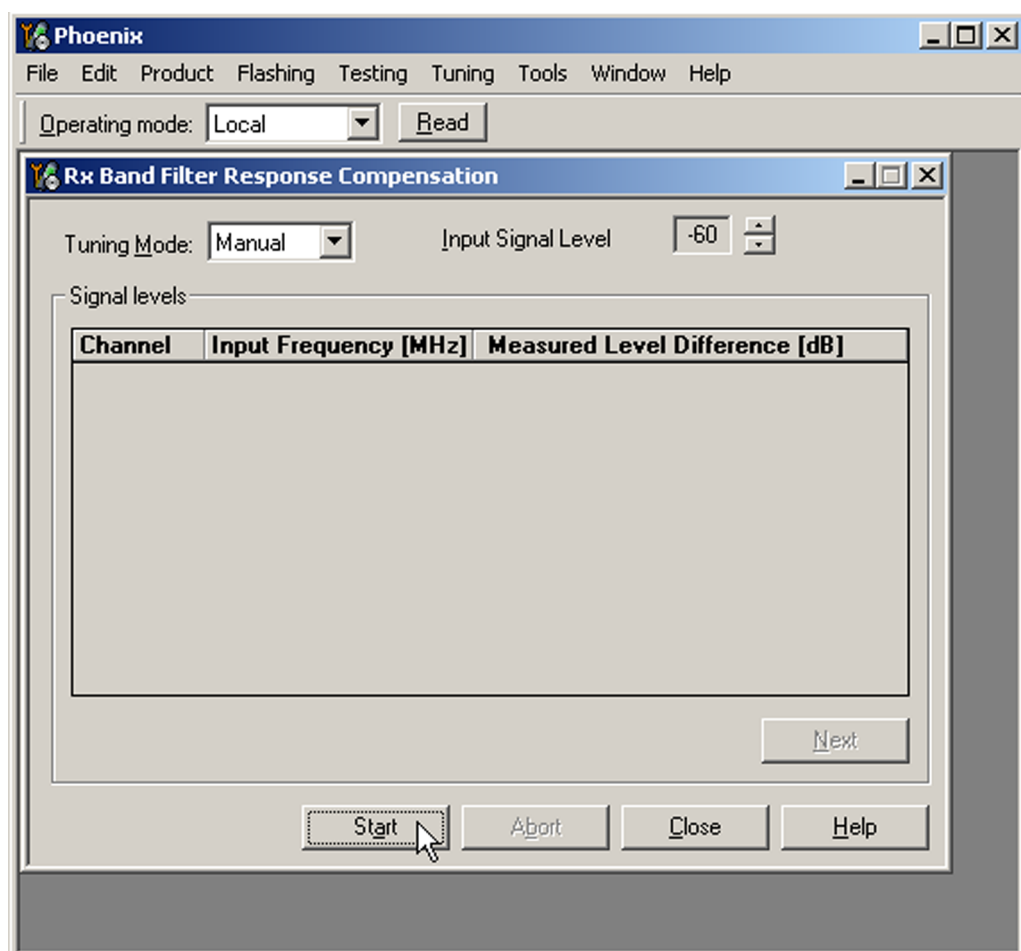 Phoenix
File Edit Product Flashing Testing Tuning Tools Window Help
Operating mode: Local Read
Rx Band Filter Response Compensation
Tuning Mode: Manual Input Signal Level -60
Signal levels
Channel Input Frequency [MHz] Measured Level Difference [dB]
Next
Start Abort Close Help